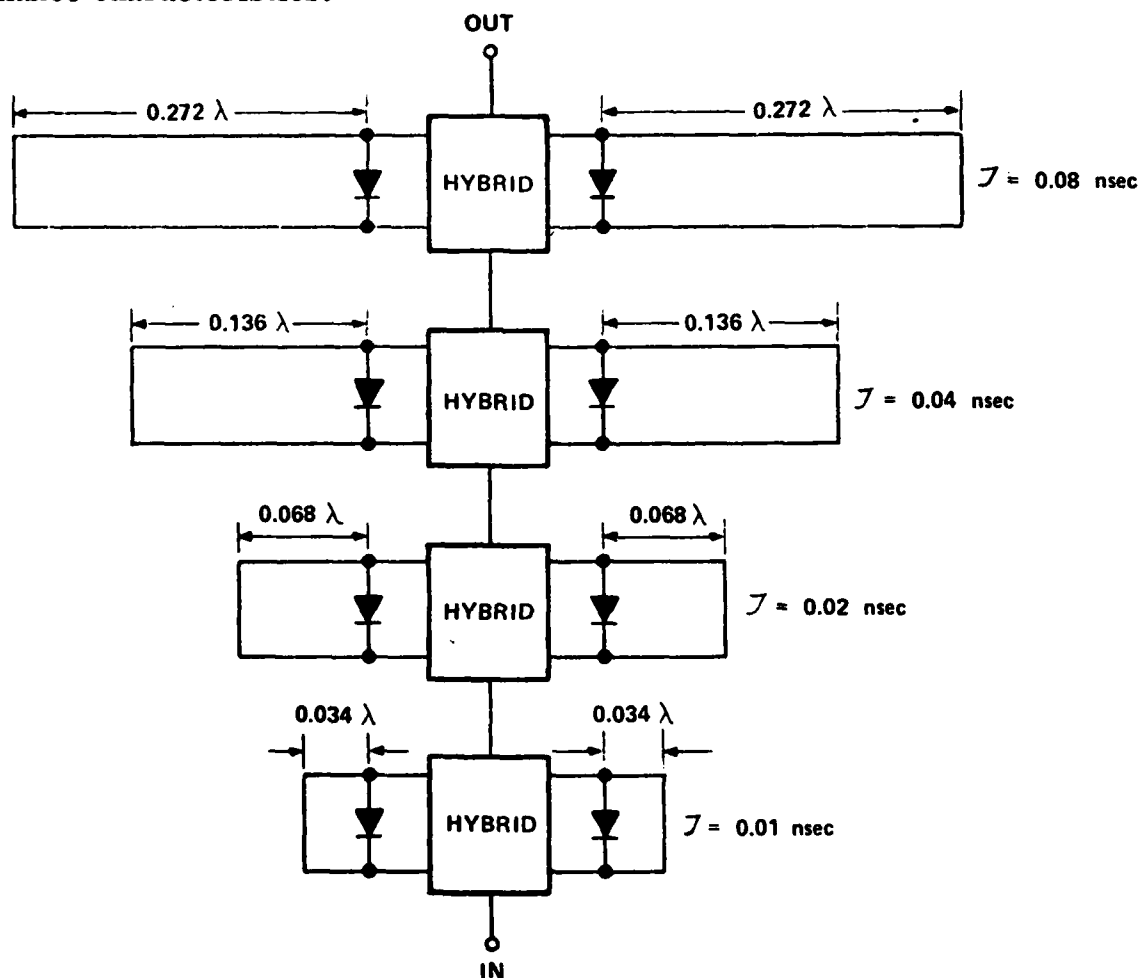 OUT
0.272 λ
0.272 λ
HYBRID
J = 0.08 nsec
0.136 λ
0.136 λ
HYBRID
J = 0.04 nsec
0.068 λ
0.068 λ
HYBRID
J = 0.02 nsec
0.034 λ
0.034 λ
HYBRID
J = 0.01 nsec
IN